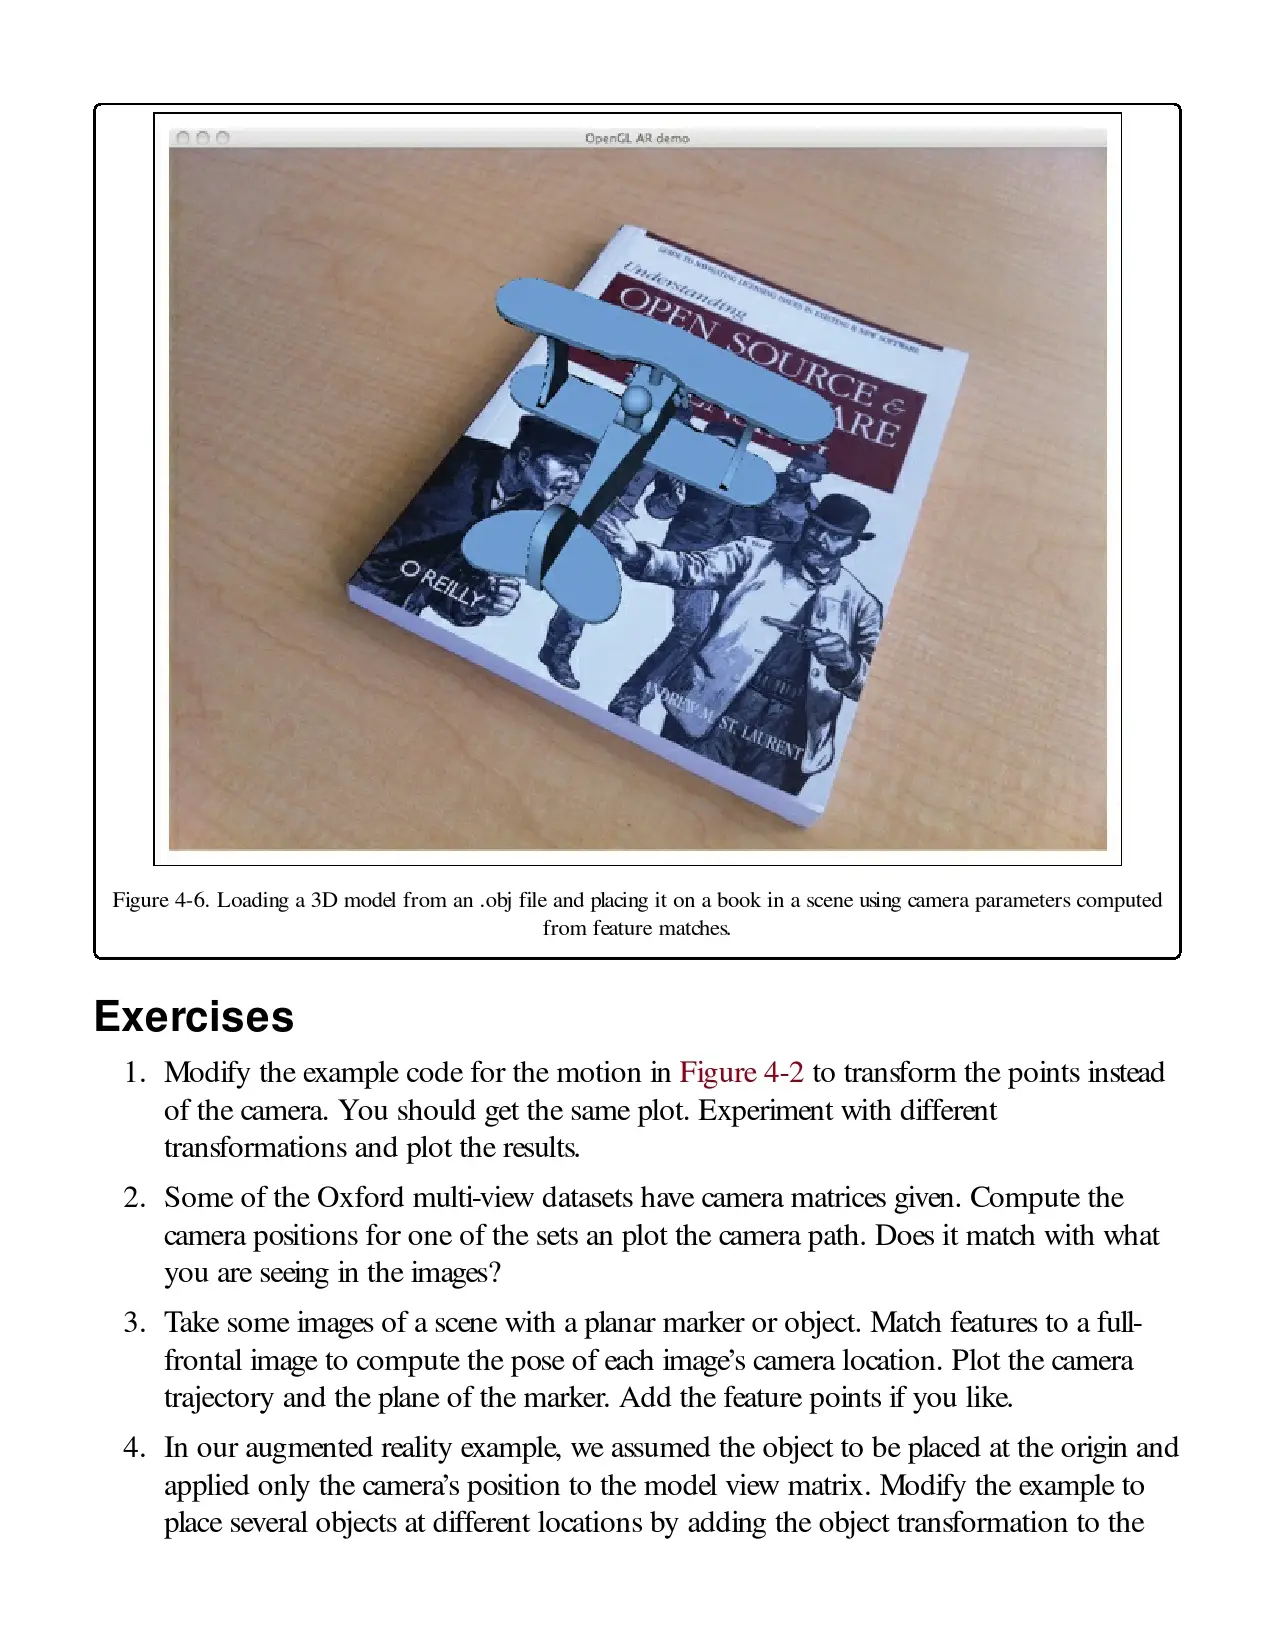 OpenGL AR demo
GUIDE TO NAVIGATING LICENSING ISSUES IN EXISTING & NEW SOFTWARE
Understanding
OPEN SOURCE &
ARE
O'REILLY
ANDREW M. ST. LAURENT
Figure 4-6. Loading a 3D model from an .obj file and placing it on a book in a scene using camera parameters computed
from feature matches.
Exercises
1. Modify the example code for the motion in Figure 4-2 to transform the points instead
of the camera. You should get the same plot. Experiment with different
transformations and plot the results.
2. Some of the Oxford multi-view datasets have camera matrices given. Compute the
camera positions for one of the sets an plot the camera path. Does it match with what
you are seeing in the images?
3. Take some images of a scene with a planar marker or object. Match features to a full-
frontal image to compute the pose of each image’s camera location. Plot the camera
trajectory and the plane of the marker. Add the feature points if you like.
4. In our augmented reality example, we assumed the object to be placed at the origin and
applied only the camera’s position to the model view matrix. Modify the example to
place several objects at different locations by adding the object transformation to the